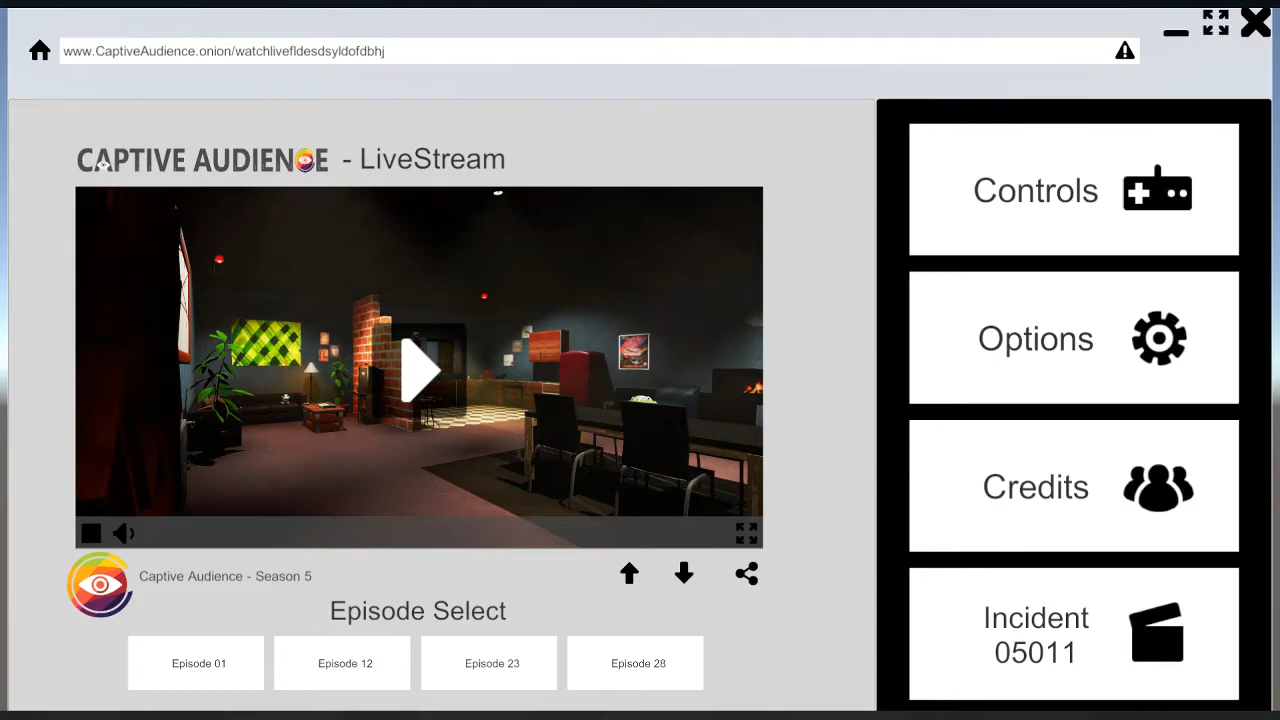 www.CaptiveAudience.onion/watchlivefldesdsyldofdbhj
CAPTIVE AUDIENCE - LiveStream
Controls
Options
Credits
Incident
05011
Captive Audience - Season 5
Episode Select
Episode 01
Episode 12
Episode 23
Episode 28